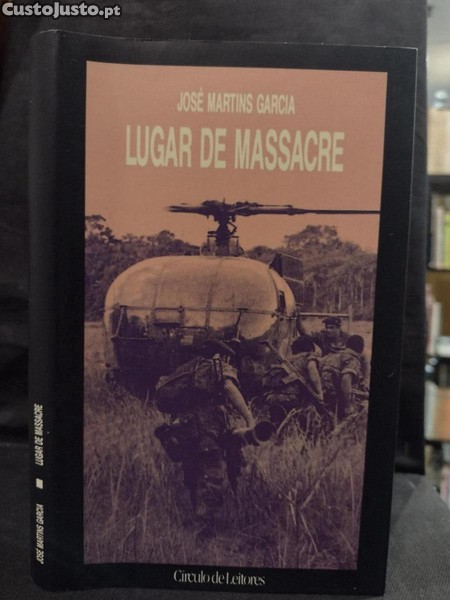 CustoJusto.pt
JOSÉ MARTINS GARCIA
LUGAR DE MASSACRE
Círculo de Leitores
JOSÉ MARTINS GARCIA LUGAR DE MASSACRE